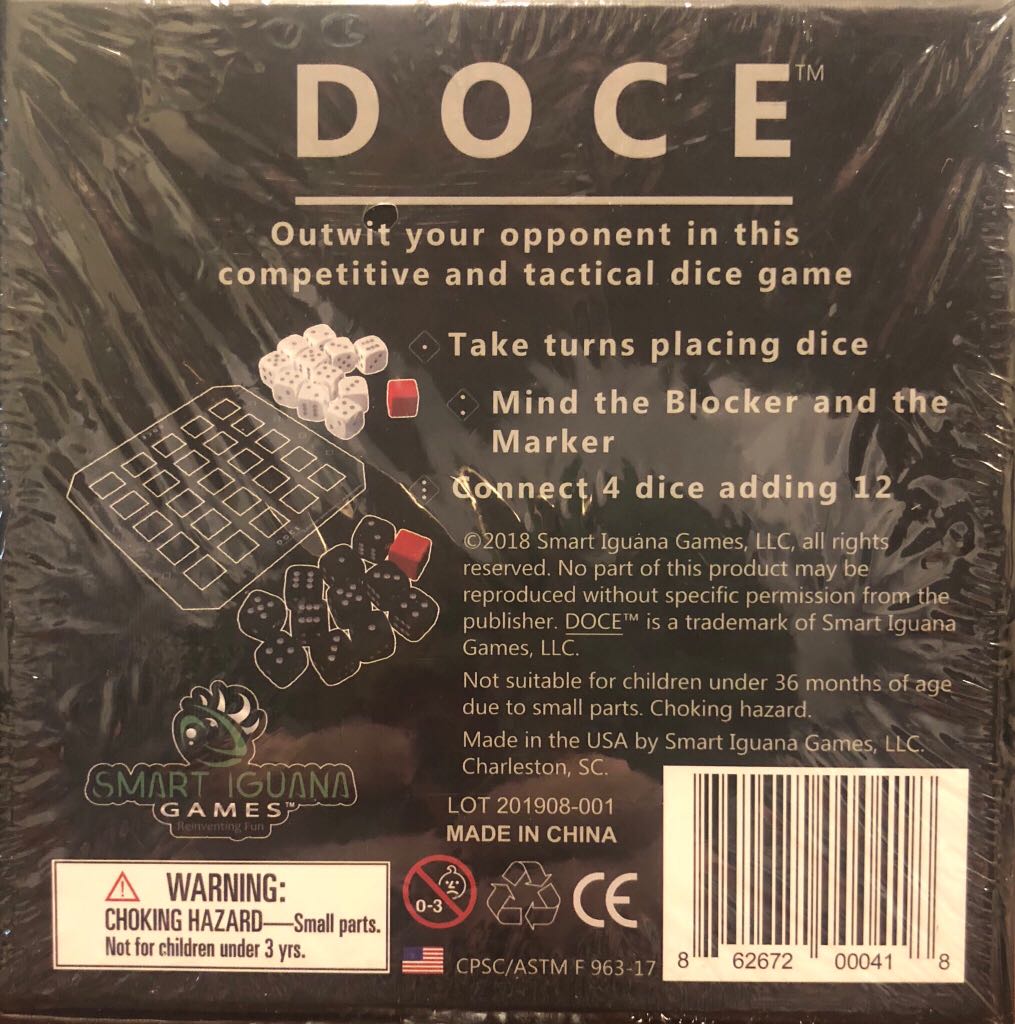 DOCE™
Outwit your opponent in this
competitive and tactical dice game
Take turns placing dice
Mind the Blocker and the
Marker
Connect 4 dice adding 12
©2018 Smart Iguana Games, LLC, all rights
reserved. No part of this product may be
reproduced without specific permission from the
publisher. DOCE™ is a trademark of Smart Iguana
Games, LLC.
Not suitable for children under 36 months of age
due to small parts. Choking hazard.
Made in the USA by Smart Iguana Games, LLC.
Charleston, SC.
SMART IGUANA
GAMES™
Reinventing Fun
LOT 201908-001
MADE IN CHINA
WARNING:
CHOKING HAZARD—Small parts.
Not for children under 3 yrs.
0-3
CE
CPSC/ASTM F 963-17
8 62672 00041 8